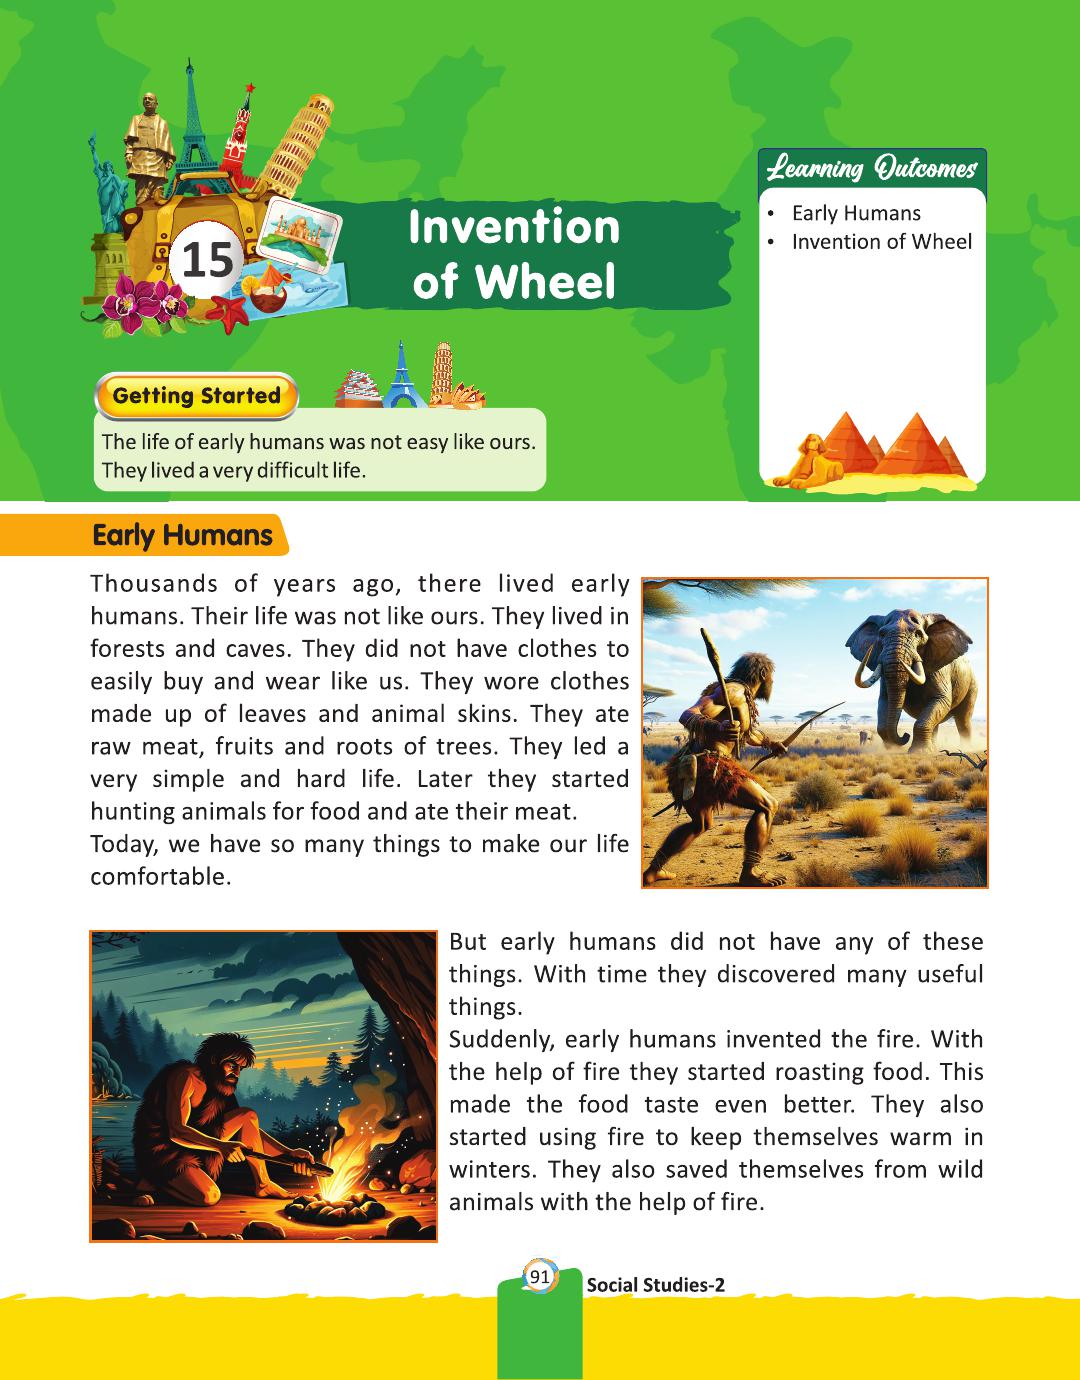 15
Invention
of Wheel
Learning Outcomes
• Early Humans
• Invention of Wheel
Getting Started
The life of early humans was not easy like ours.
They lived a very difficult life.
Early Humans
Thousands of years ago, there lived early
humans. Their life was not like ours. They lived in
forests and caves. They did not have clothes to
easily buy and wear like us. They wore clothes
made up of leaves and animal skins. They ate
raw meat, fruits and roots of trees. They led a
very simple and hard life. Later they started
hunting animals for food and ate their meat.
Today, we have so many things to make our life
comfortable.
But early humans did not have any of these
things. With time they discovered many useful
things.
Suddenly, early humans invented the fire. With
the help of fire they started roasting food. This
made the food taste even better. They also
started using fire to keep themselves warm in
winters. They also saved themselves from wild
animals with the help of fire.
91
Social Studies-2